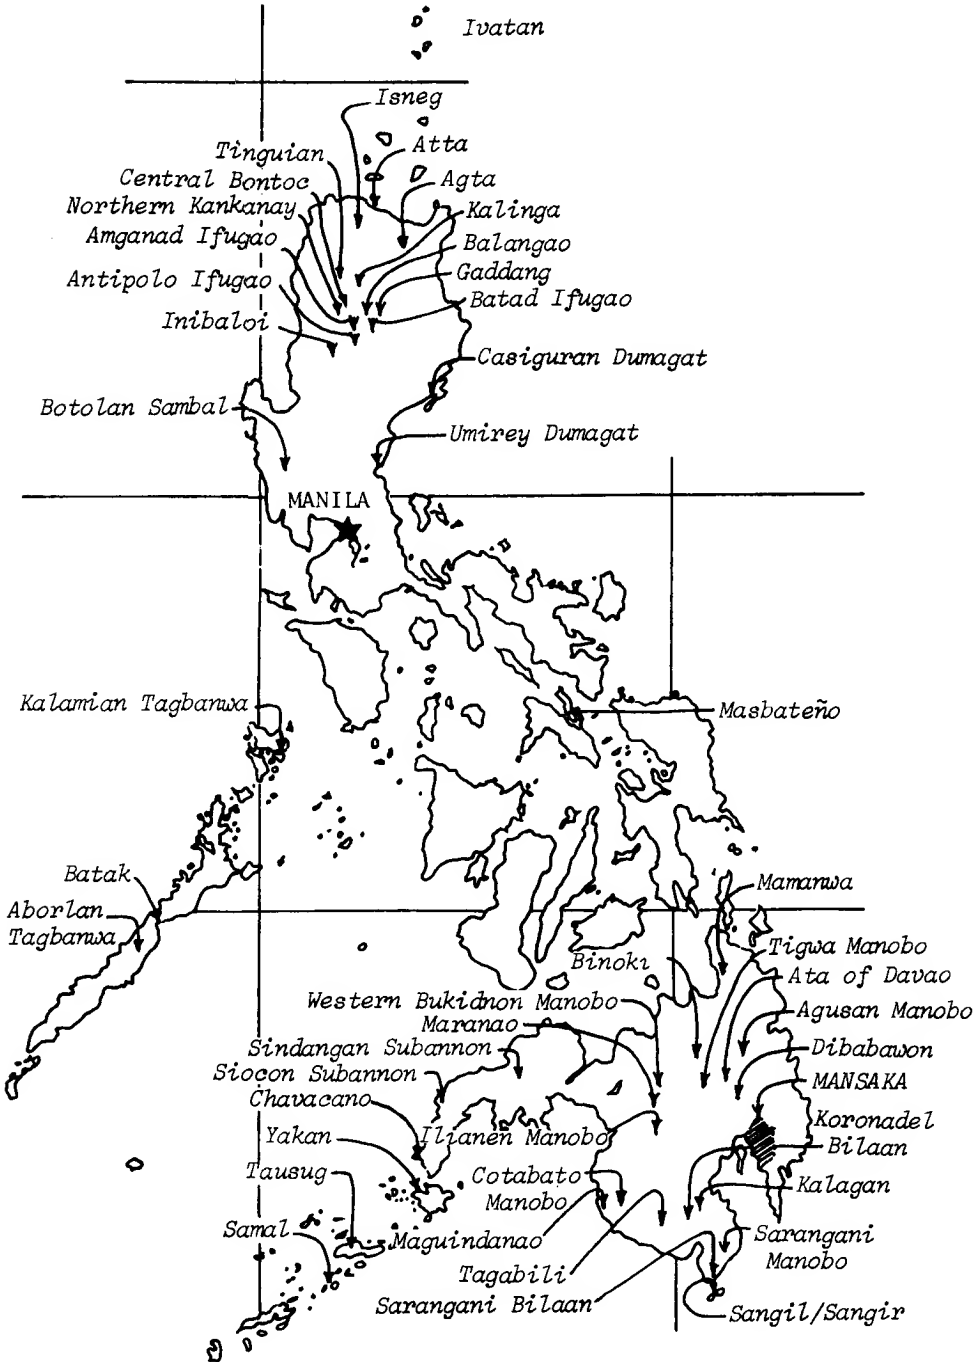 Ivatan
Isneg
Atta
Tinguian
Central Bontoc
Agta
Northern Kankanay
Kalinga
Amganad Ifugao
Balangao
Antipolo Ifugao
Gaddang
Batad Ifugao
Inibaloi
Casiguran Dumagat
Botolan Sambal
Umirey Dumagat
MANILA
Kalamian Tagbanwa
Masbateño
Batak
Mamanwa
Aborlan
Tagbanwa
Tigwa Manobo
Binoki
Ata of Davao
Western Bukidnon Manobo
Agusan Manobo
Maranao
Sindangan Subannon
Dibabawon
Siocon Subannon
MANSAKA
Chavacano
Koronadel
Bilaan
Yakan
Ilianen Manobo
Tausug
Cotabato
Manobo
Kalagan
Samal
Maguindanao
Sarangani
Manobo
Tagabili
Sarangani Bilaan
Sangil/Sangir